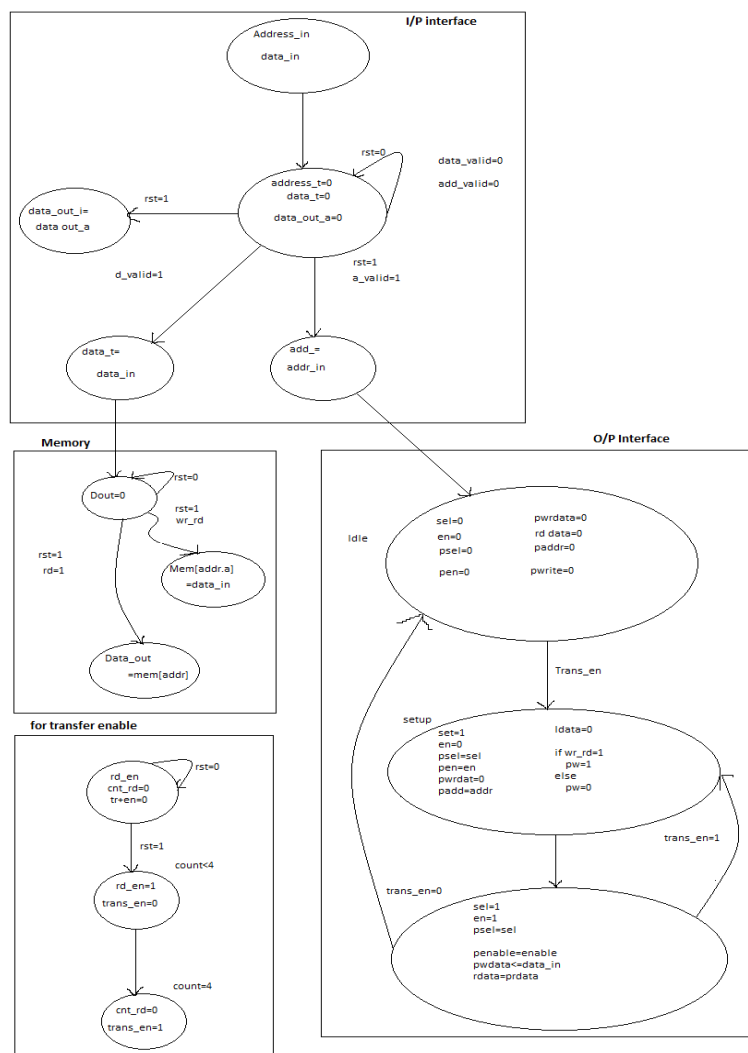 I/P interface
Address_in
data_in
rst=0
data_valid=0
add_valid=0
address_t=0
data_t=0
data_out_a=0
rst=1
data_out_i=
data out_a
d_valid=1
rst=1
a_valid=1
data_t=
data_in
add_=
addr_in
Memory
Dout=0
rst=0
rst=1
wr_rd
rst=1
rd=1
Mem[addr.a]
=data_in
Data_out
=mem[addr]
O/P Interface
Idle
sel=0
en=0
psel=0
pen=0
pwrdata=0
rd data=0
paddr=0
pwrite=0
Trans_en
setup
set=1
en=0
psel=sel
pen=en
pwrdat=0
padd=addr
ldata=0
if wr_rd=1
pw=1
else
pw=0
trans_en=1
trans_en=0
sel=1
en=1
psel=sel
penable=enable
pwdata<=data_in
rdata=prdata
for transfer enable
rd_en
cnt_rd=0
tr+en=0
rst=0
rst=1
count<4
rd_en=1
trans_en=0
count=4
cnt_rd=0
trans_en=1